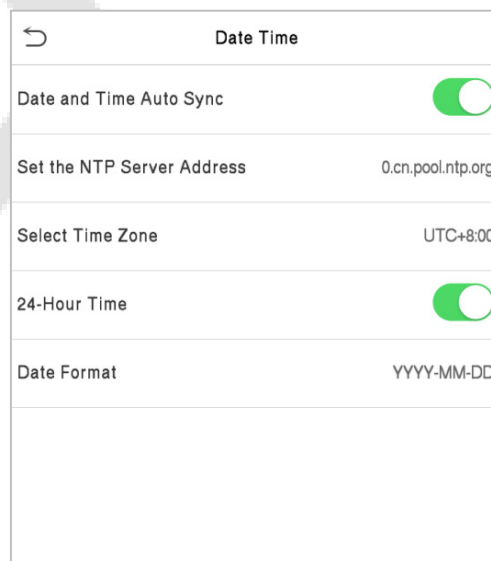 Date Time
Date and Time Auto Sync
Set the NTP Server Address 0.cn.pool.ntp.org
Select Time Zone UTC+8:00
24-Hour Time
Date Format YYYY-MM-DD